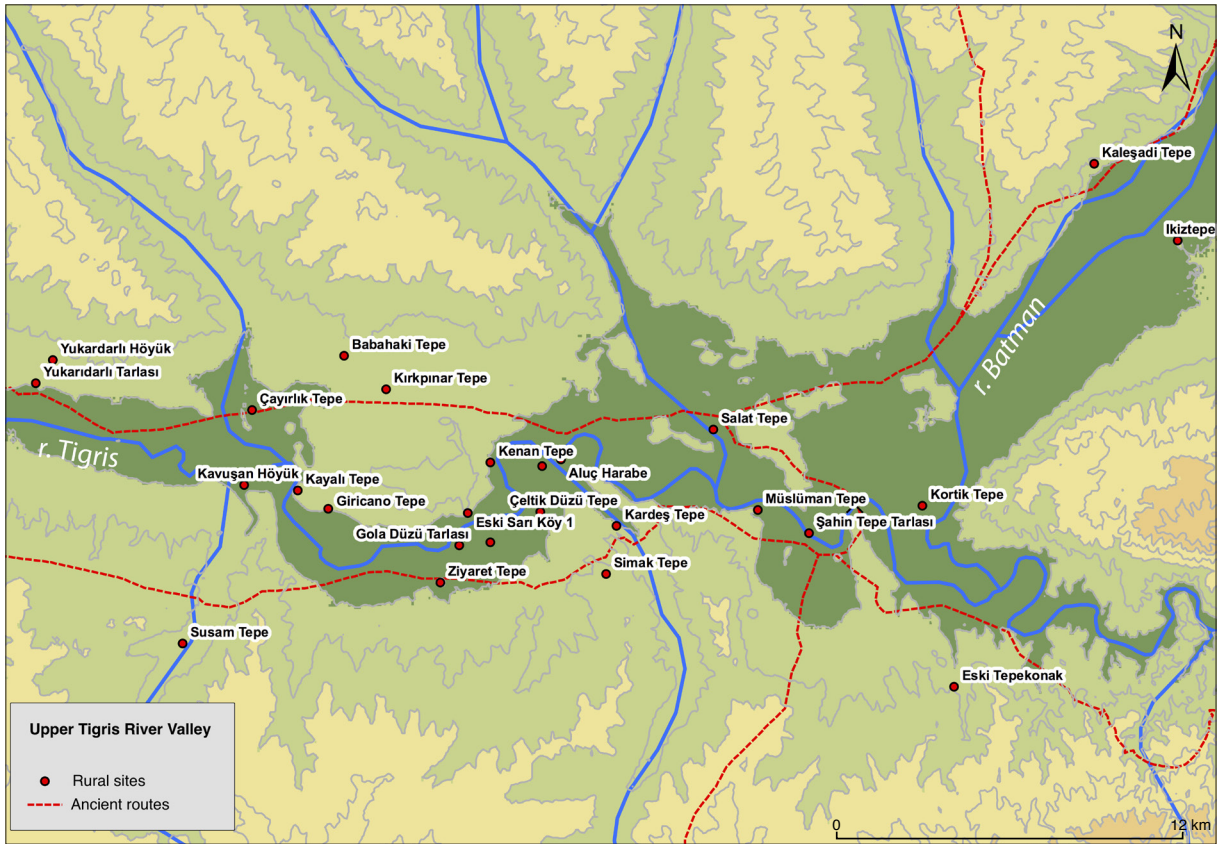 N
Kaleşadi Tepe
Ikiztepe
r. Batman
Yukardarlı Höyük
Yukarıdarlı Tarlası
Babahaki Tepe
Kırkpınar Tepe
Çayırlık Tepe
Salat Tepe
r. Tigris
Kenan Tepe
Aluç Harabe
Kavuşan Höyük
Kayalı Tepe
Giricano Tepe
Çeltik Düzü Tepe
Müslüman Tepe
Kortik Tepe
Eski Sarı Köy 1
Kardeş Tepe
Şahin Tepe Tarlası
Gola Düzü Tarlası
Simak Tepe
Ziyaret Tepe
Susam Tepe
Eski Tepekonak
Upper Tigris River Valley
Rural sites
Ancient routes
0
12 km